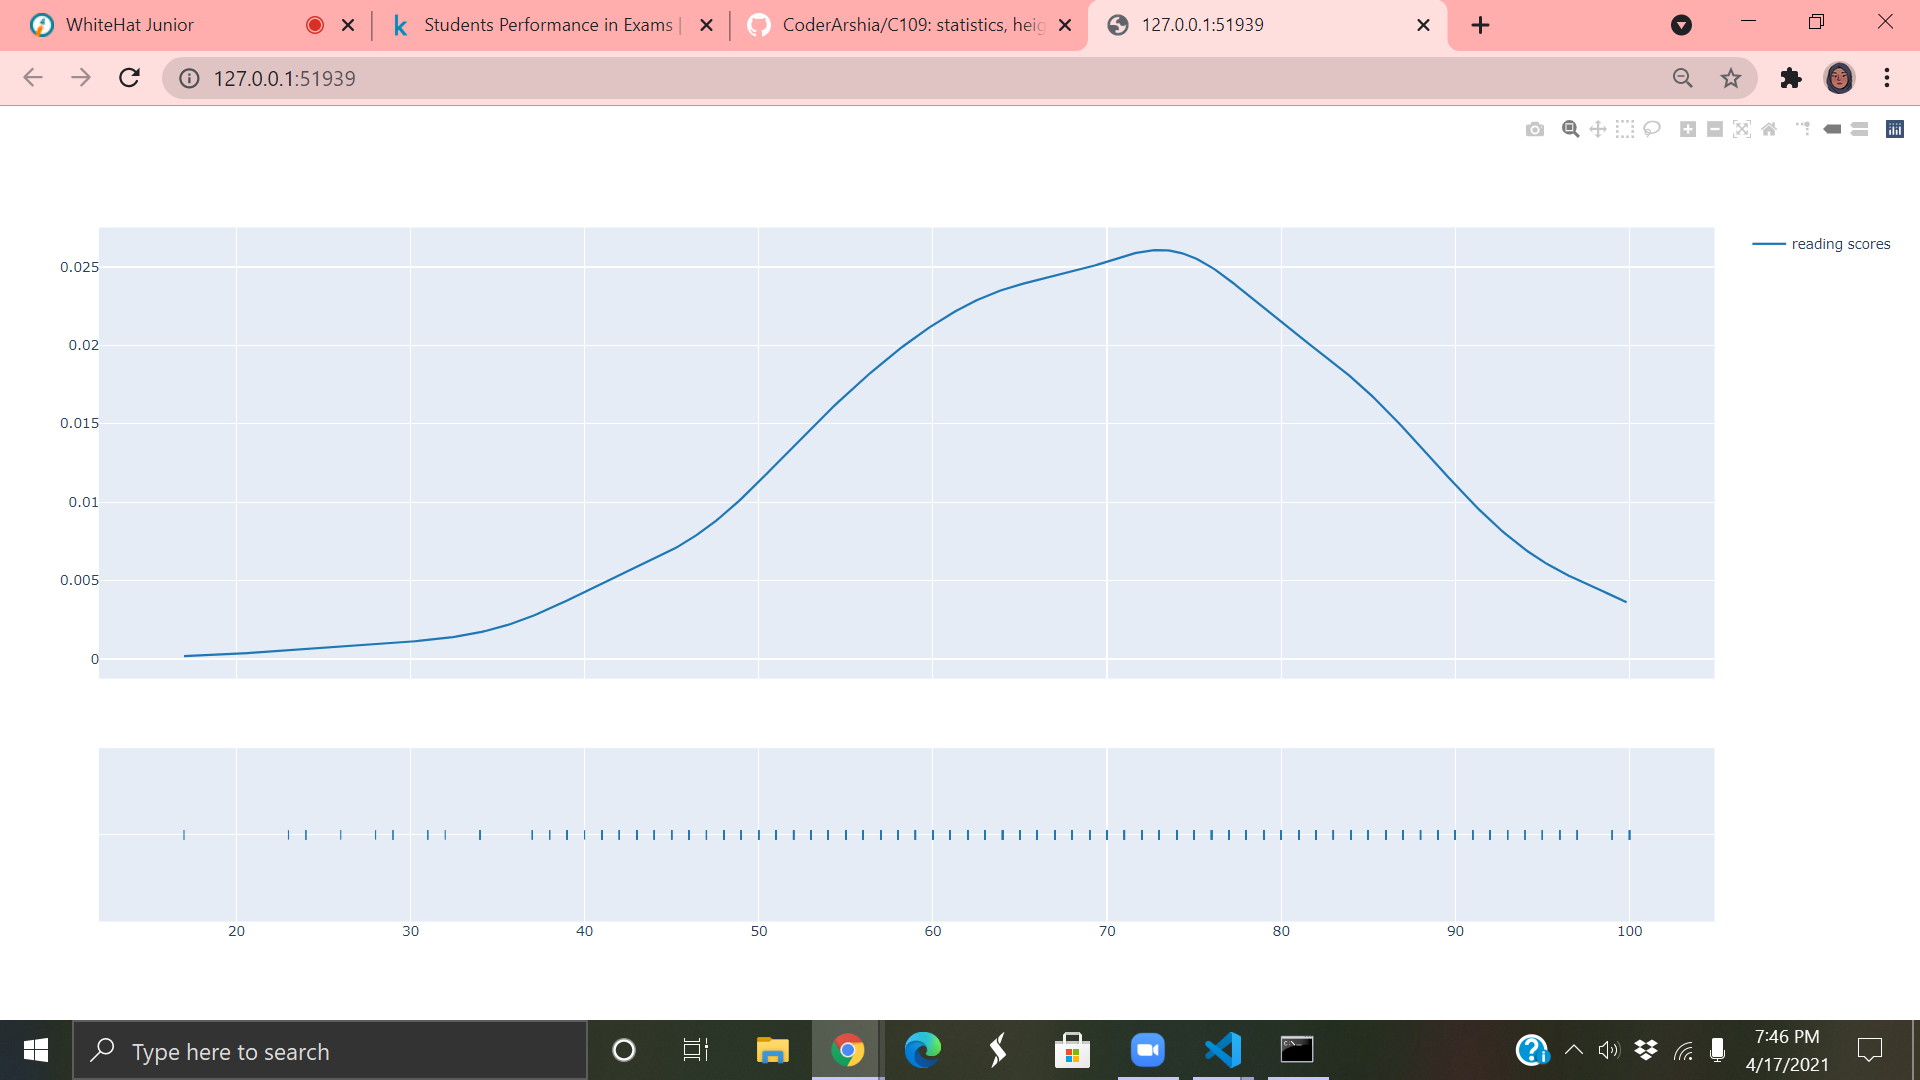 WhiteHat Junior
Students Performance in Exams |
CoderArshia/C109: statistics, heig
127.0.0.1:51939
127.0.0.1:51939
reading scores
0.025
0.02
0.015
0.01
0.005
0
20 30 40 50 60 70 80 90 100
Type here to search
7:46 PM
4/17/2021